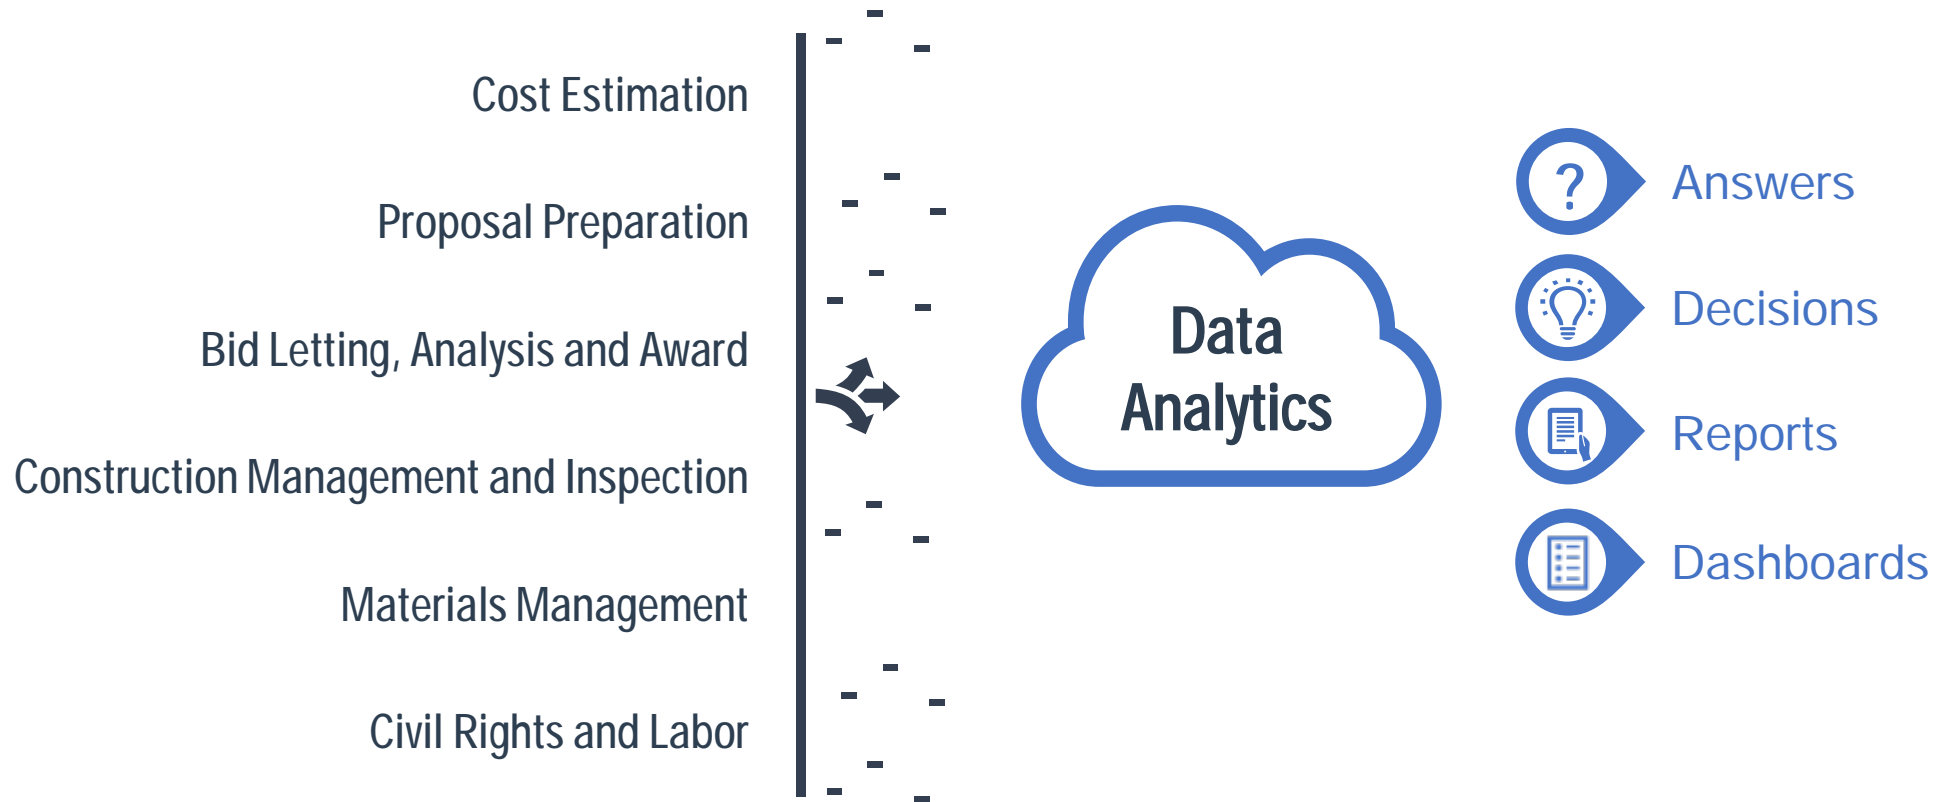 Cost Estimation
Proposal Preparation
Bid Letting, Analysis and Award
Construction Management and Inspection
Materials Management
Civil Rights and Labor
Data
Analytics
?
Answers
Decisions
Reports
Dashboards